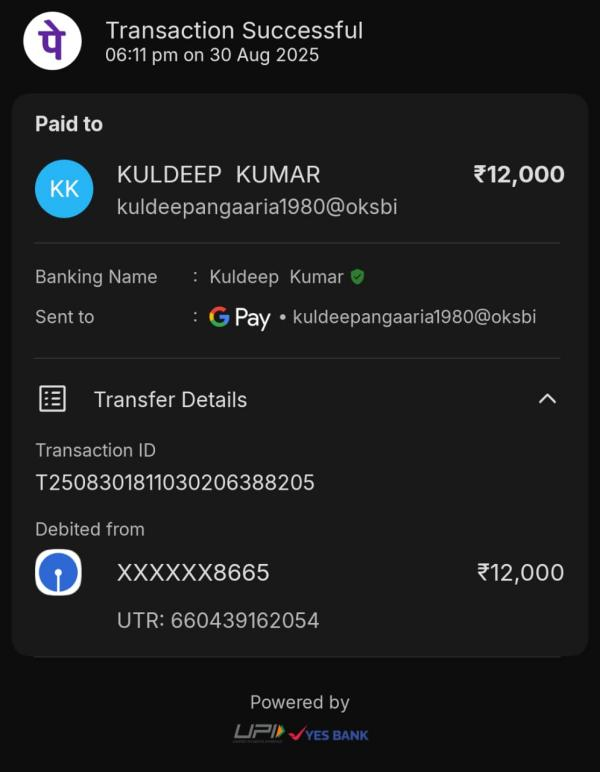 पे
Transaction Successful
06:11 pm on 30 Aug 2025
Paid to
KK
KULDEEP KUMAR ₹12,000
kuldeepangaaria1980@oksbi
Banking Name : Kuldeep Kumar
Sent to : G Pay • kuldeepangaaria1980@oksbi
Transfer Details
Transaction ID
T2508301811030206388205
Debited from
XXXXXX8665 ₹12,000
UTR: 660439162054
Powered by
UPI YES BANK